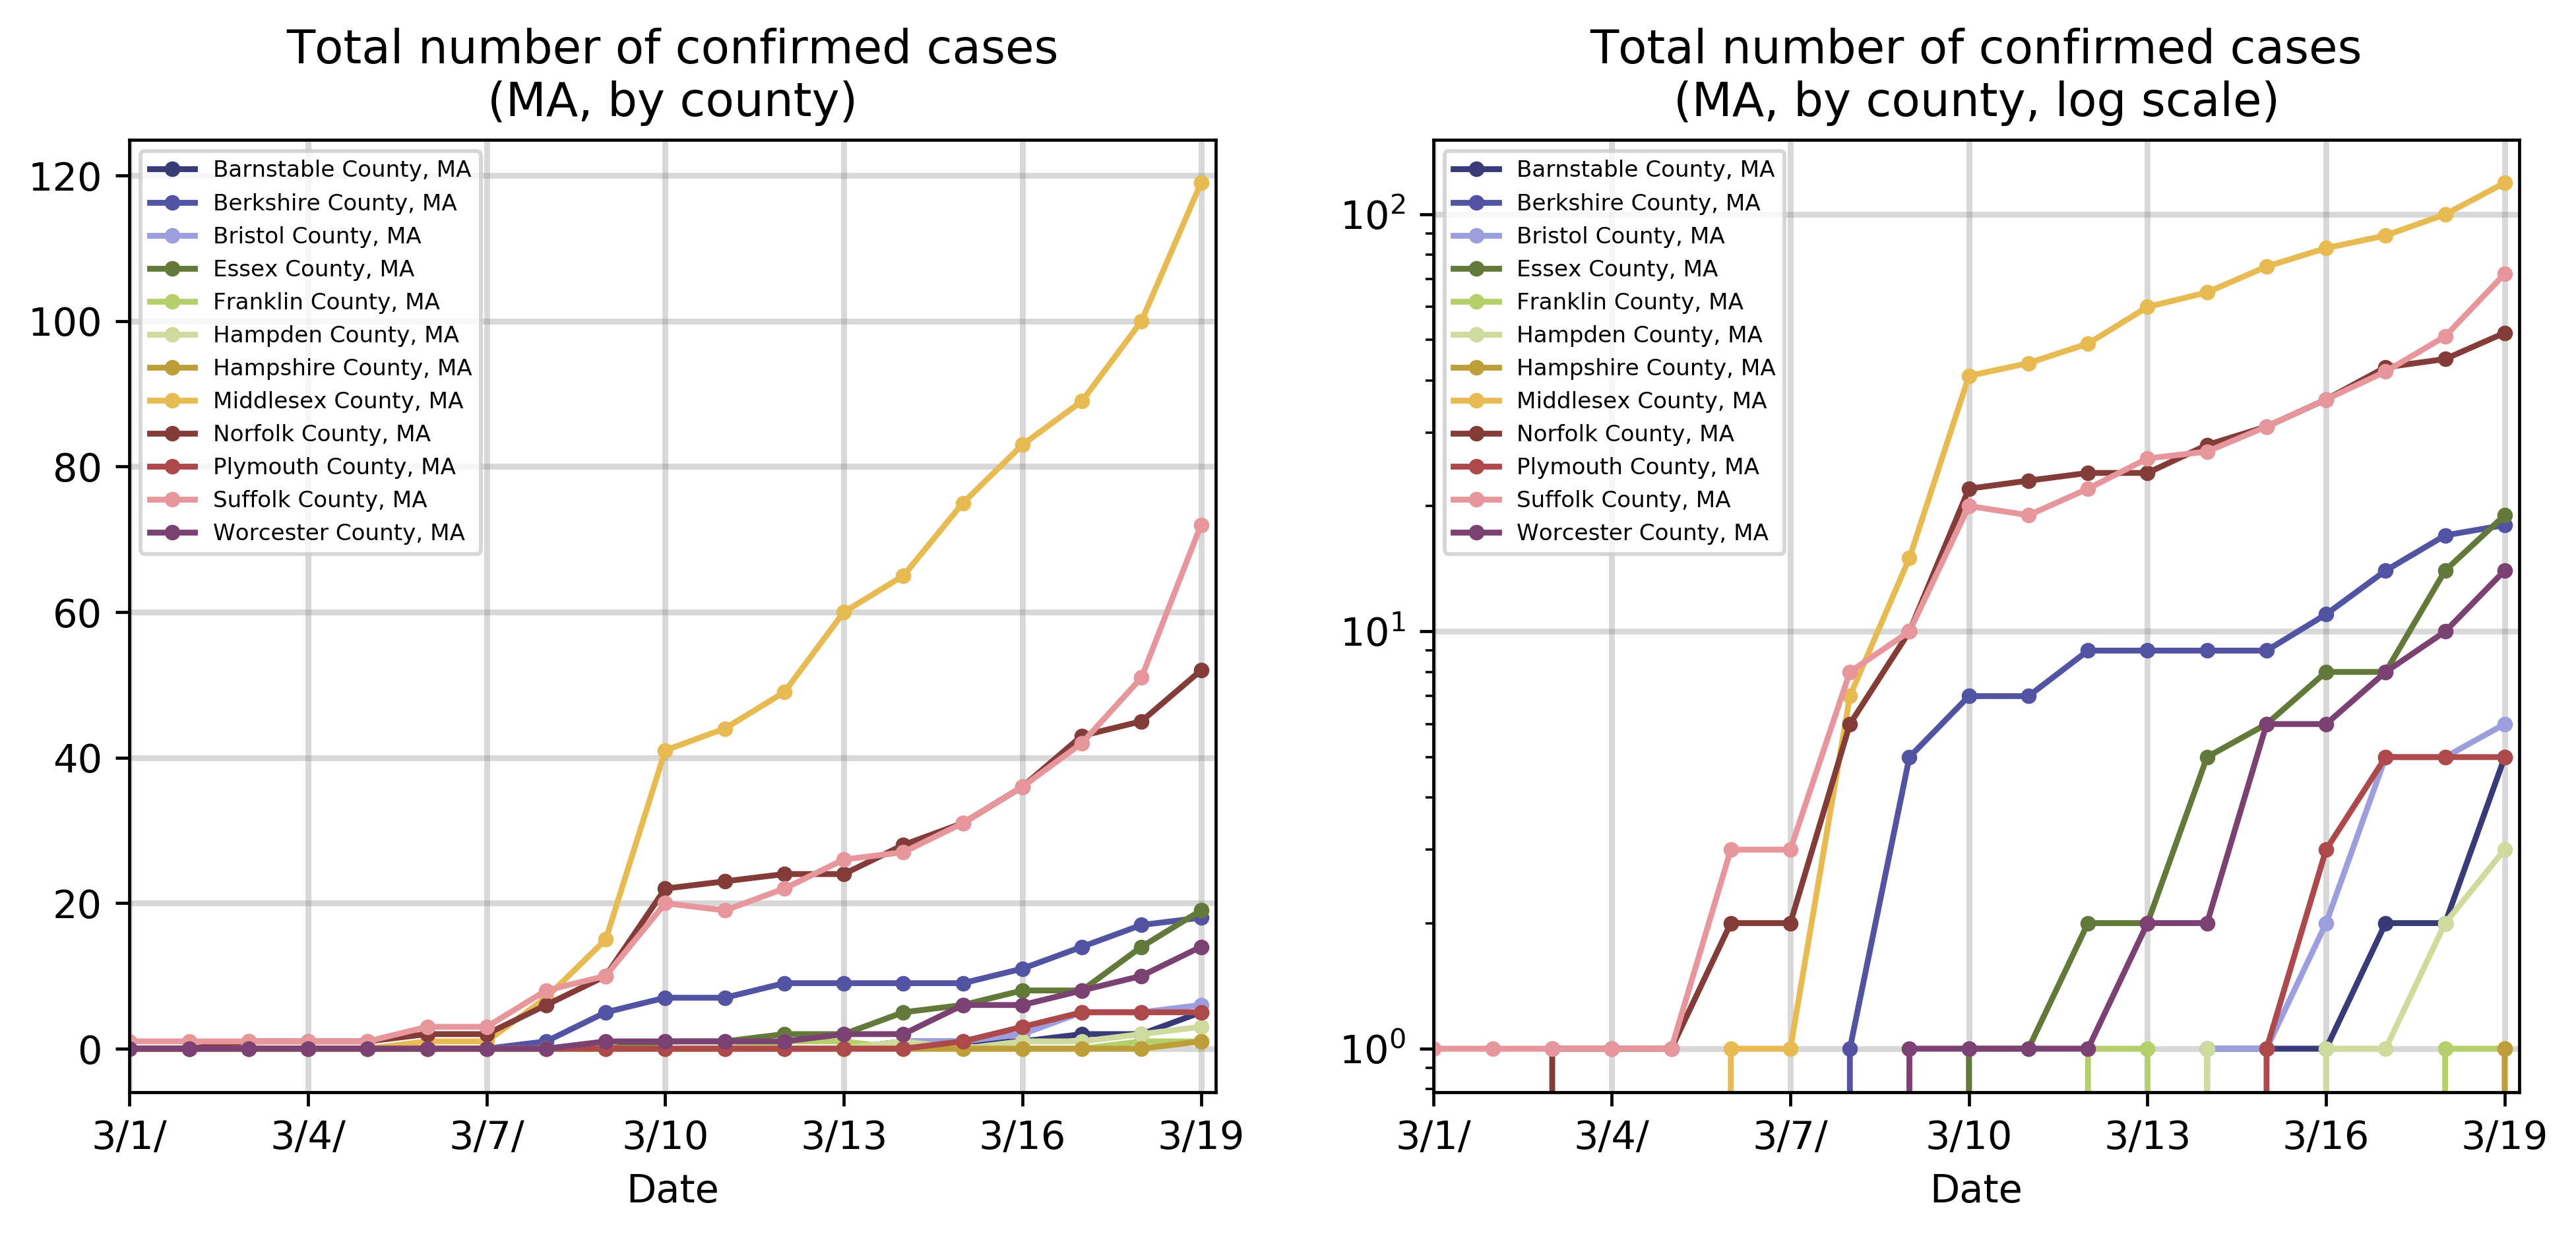 Total number of confirmed cases
(MA, by county)
120
100
80
60
40
20
0
Barnstable County, MA
Berkshire County, MA
Bristol County, MA
Essex County, MA
Franklin County, MA
Hampden County, MA
Hampshire County, MA
Middlesex County, MA
Norfolk County, MA
Plymouth County, MA
Suffolk County, MA
Worcester County, MA
3/1/ 3/4/ 3/7/ 3/10 3/13 3/16 3/19
Date
Total number of confirmed cases
(MA, by county, log scale)
10²
10¹
10⁰
Barnstable County, MA
Berkshire County, MA
Bristol County, MA
Essex County, MA
Franklin County, MA
Hampden County, MA
Hampshire County, MA
Middlesex County, MA
Norfolk County, MA
Plymouth County, MA
Suffolk County, MA
Worcester County, MA
3/1/ 3/4/ 3/7/ 3/10 3/13 3/16 3/19
Date